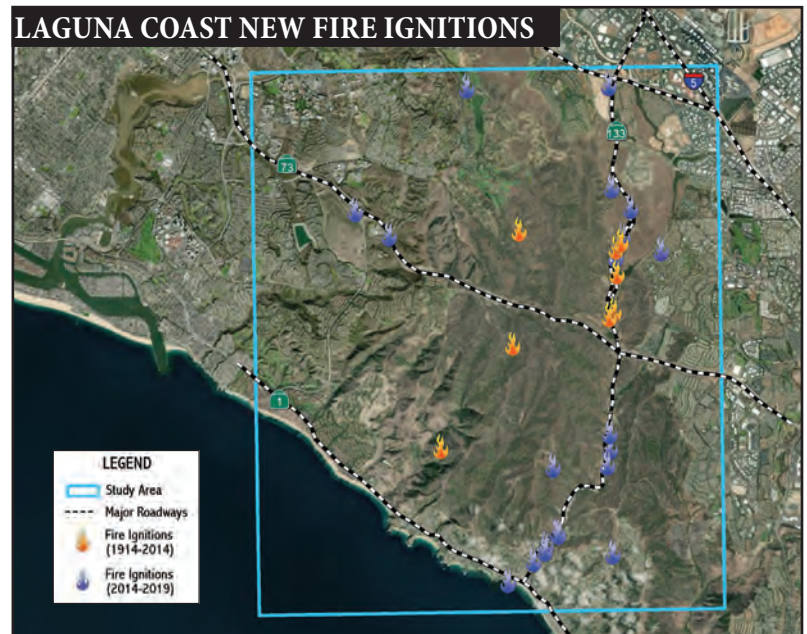 LAGUNA COAST NEW FIRE IGNITIONS
5
133
73
1
LEGEND
Study Area
Major Roadways
Fire Ignitions
(1914-2014)
Fire Ignitions
(2014-2019)